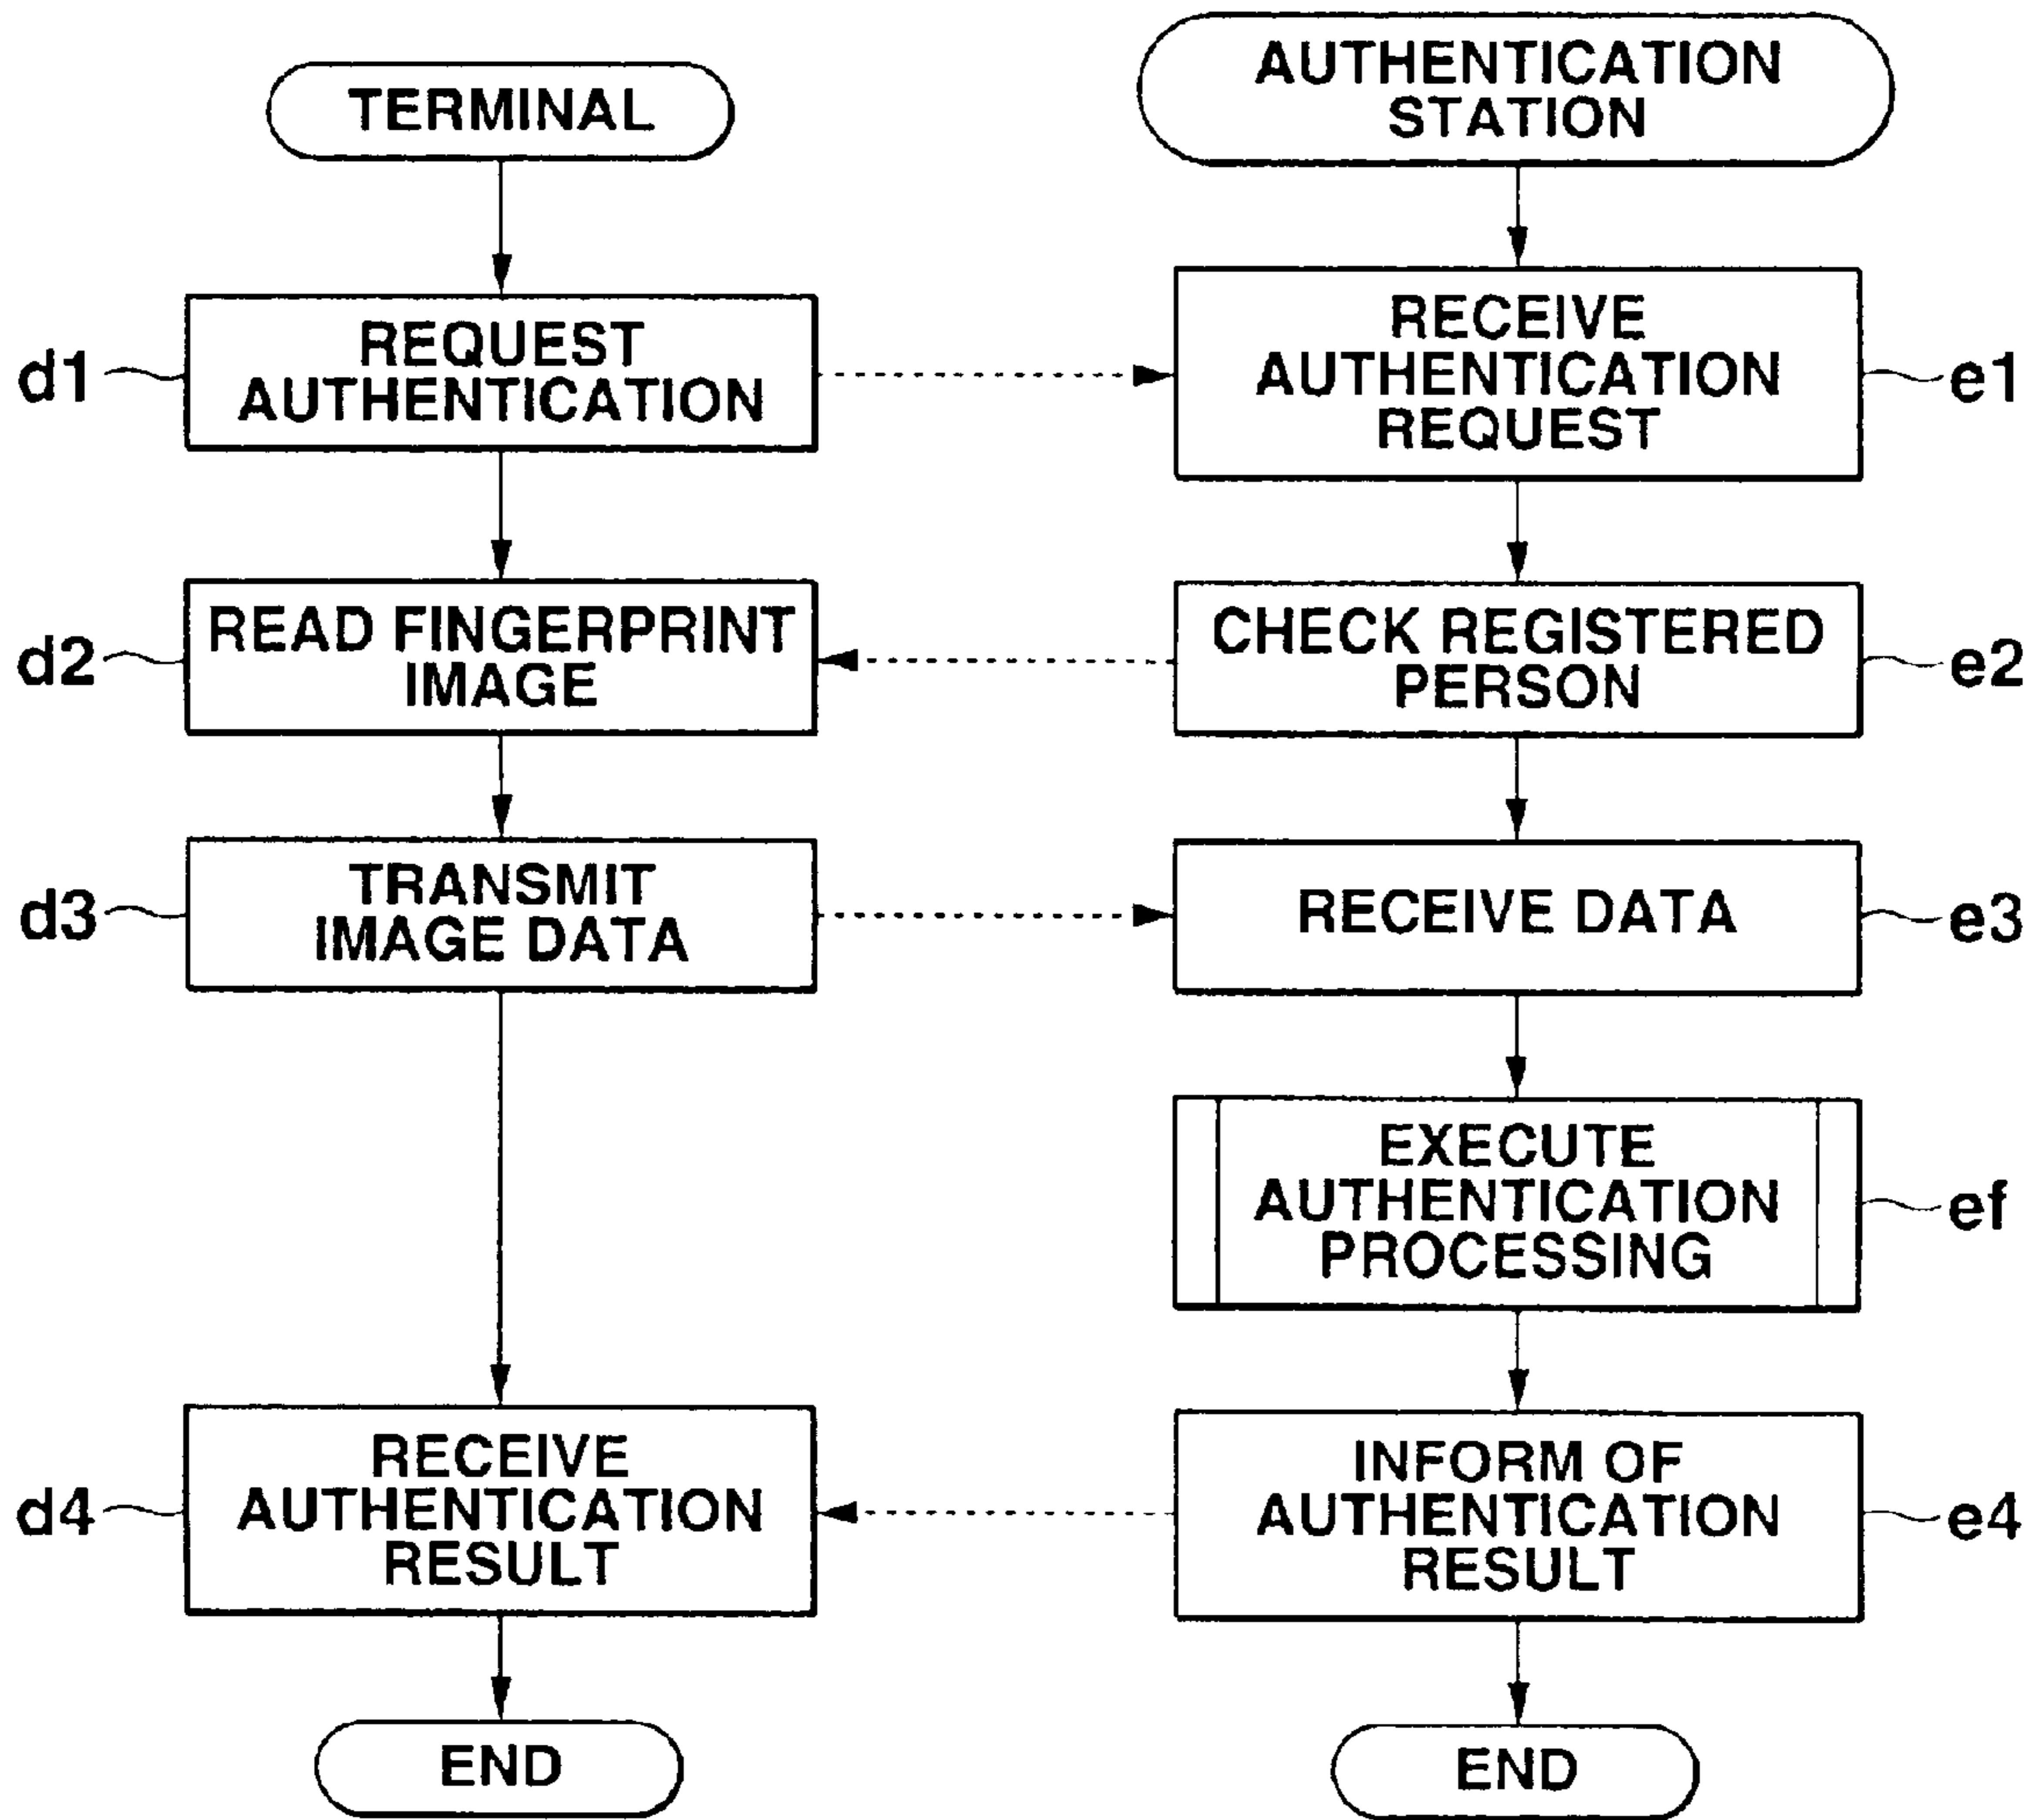 TERMINAL
AUTHENTICATION
STATION
d1
REQUEST
AUTHENTICATION
RECEIVE
AUTHENTICATION
REQUEST
e1
d2
READ FINGERPRINT
IMAGE
CHECK REGISTERED
PERSON
e2
d3
TRANSMIT
IMAGE DATA
RECEIVE DATA
e3
EXECUTE
AUTHENTICATION
PROCESSING
ef
d4
RECEIVE
AUTHENTICATION
RESULT
INFORM OF
AUTHENTICATION
RESULT
e4
END
END